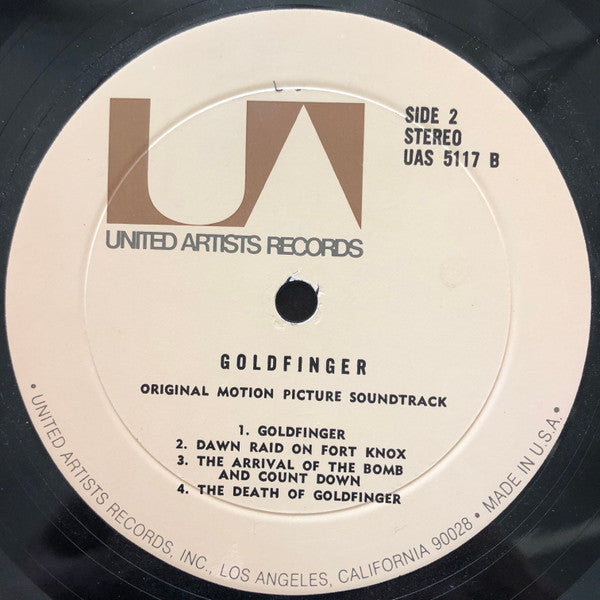 UA
UNITED ARTISTS RECORDS
SIDE 2
STEREO
UAS 5117 B
GOLDFINGER
ORIGINAL MOTION PICTURE SOUNDTRACK
1. GOLDFINGER
2. DAWN RAID ON FORT KNOX
3. THE ARRIVAL OF THE BOMB
AND COUNT DOWN
4. THE DEATH OF GOLDFINGER
• UNITED ARTISTS RECORDS, INC., LOS ANGELES, CALIFORNIA 90028 • MADE IN U.S.A. •